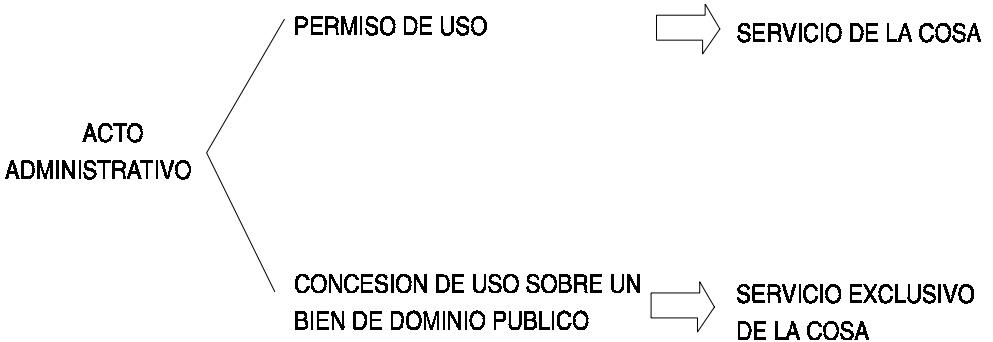 PERMISO DE USO
SERVICIO DE LA COSA
ACTO
ADMINISTRATIVO
CONCESION DE USO SOBRE UN
BIEN DE DOMINIO PUBLICO
SERVICIO EXCLUSIVO
DE LA COSA